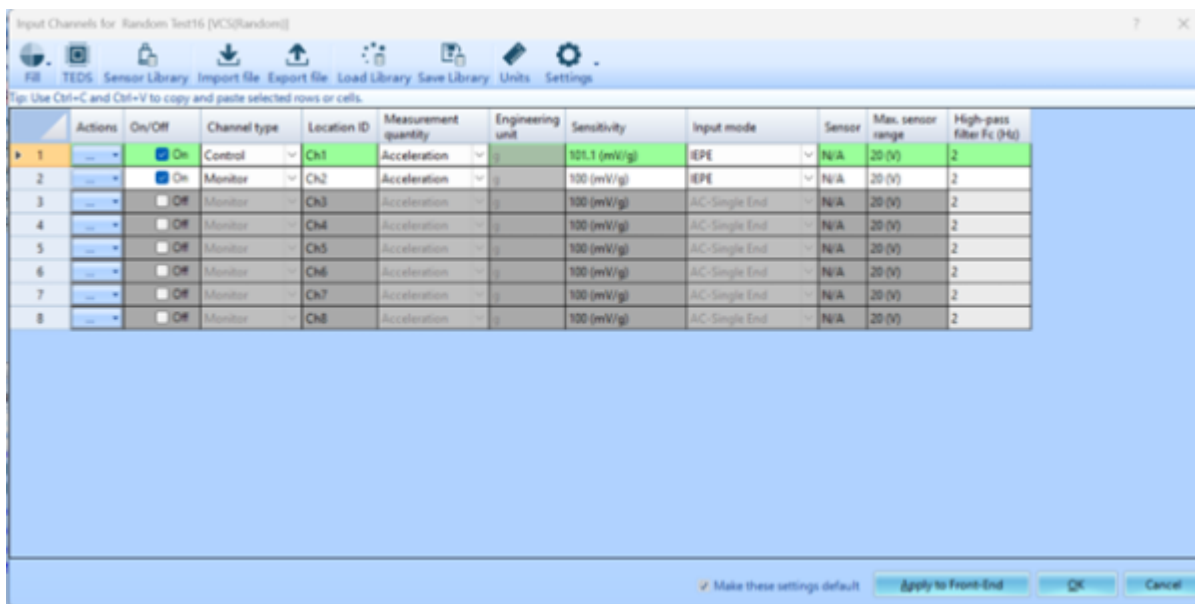 Input Channels for Random Test16 [VCS(Random)]
? ×
Fill TEDS Sensor Library Import file Export file Load Library Save Library Units Settings
Tip: Use Ctrl+C and Ctrl+V to copy and paste selected rows or cells.
Actions On/Off Channel type Location ID Measurement quantity Engineering unit Sensitivity Input mode Sensor Max. sensor range High-pass filter Fc (Hz)
1 ... On Control Ch1 Acceleration g 101.1 (mV/g) IEPE N/A 20 (V) 2
2 ... On Monitor Ch2 Acceleration g 100 (mV/g) IEPE N/A 20 (V) 2
3 ... Off Monitor Ch3 Acceleration g 100 (mV/g) AC-Single End N/A 20 (V) 2
4 ... Off Monitor Ch4 Acceleration g 100 (mV/g) AC-Single End N/A 20 (V) 2
5 ... Off Monitor Ch5 Acceleration g 100 (mV/g) AC-Single End N/A 20 (V) 2
6 ... Off Monitor Ch6 Acceleration g 100 (mV/g) AC-Single End N/A 20 (V) 2
7 ... Off Monitor Ch7 Acceleration g 100 (mV/g) AC-Single End N/A 20 (V) 2
8 ... Off Monitor Ch8 Acceleration g 100 (mV/g) AC-Single End N/A 20 (V) 2
Make these settings default Apply to Front-End OK Cancel